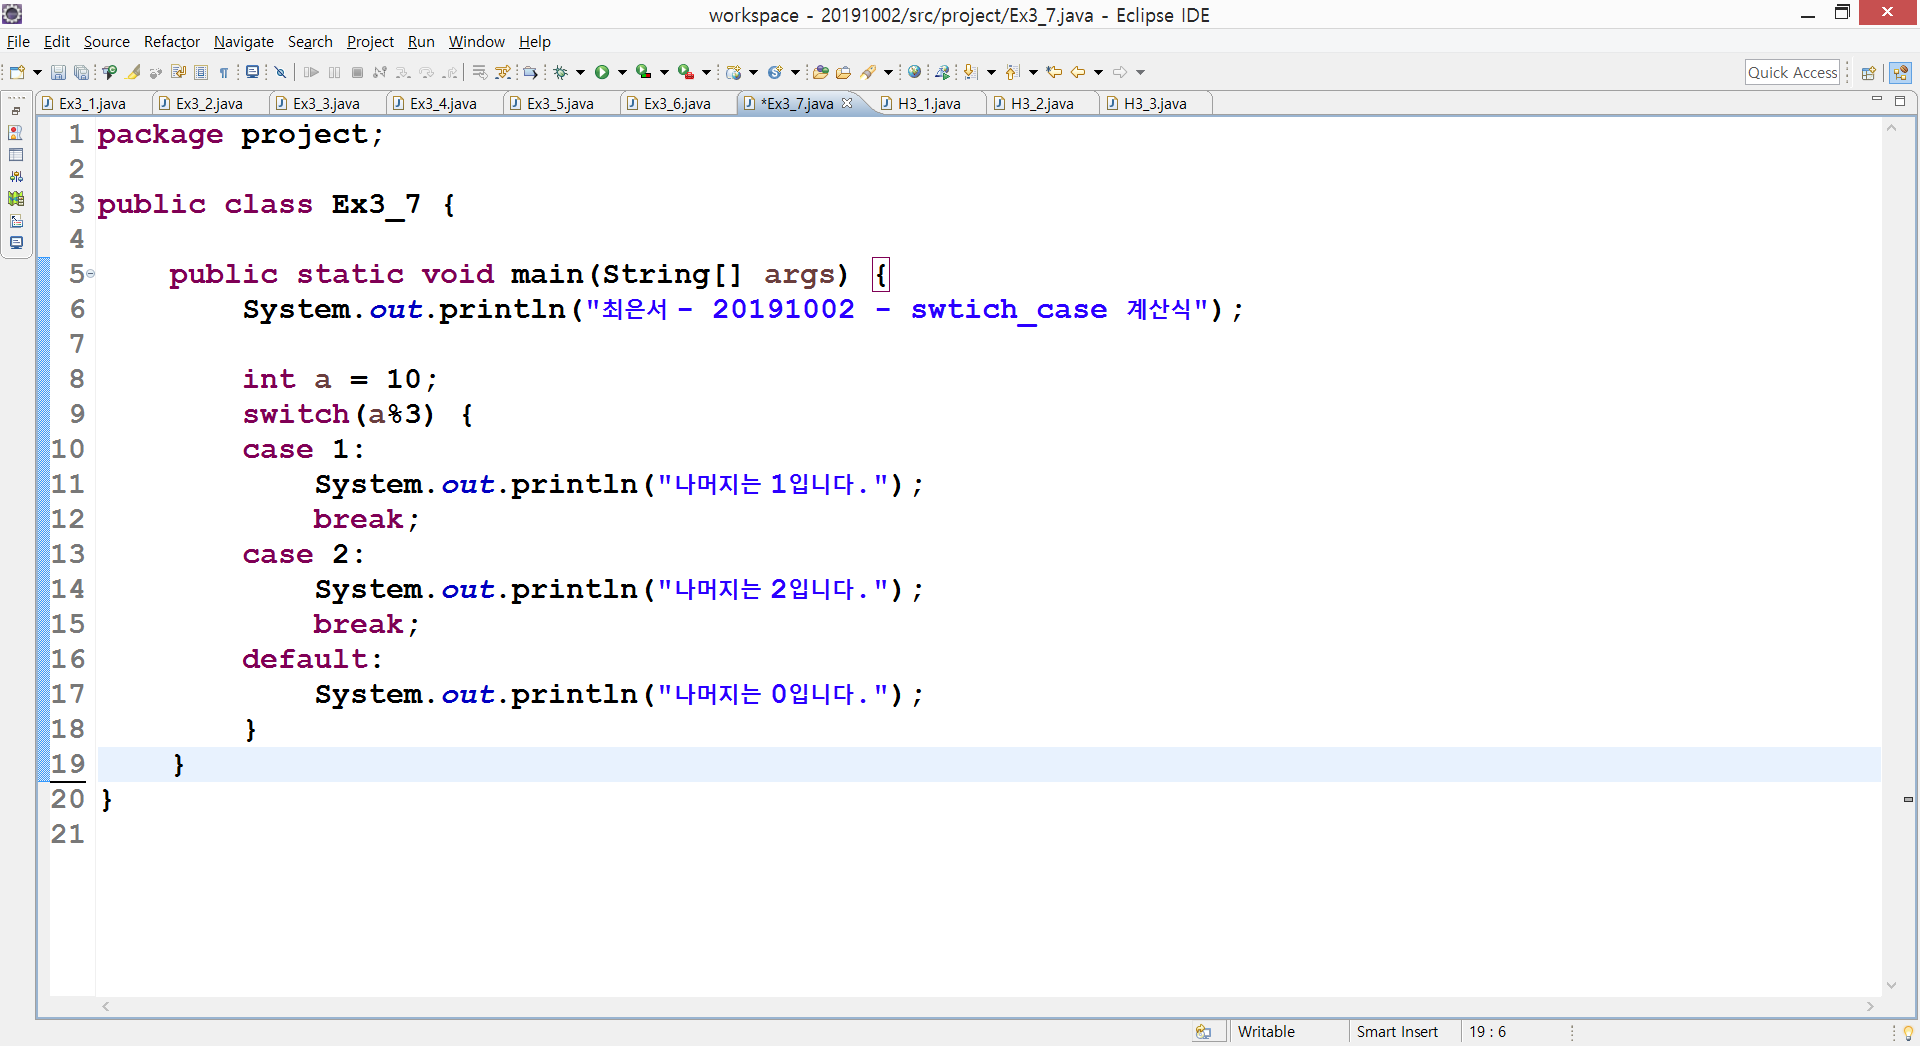 workspace - 20191002/src/project/Ex3_7.java - Eclipse IDE
File Edit Source Refactor Navigate Search Project Run Window Help
Quick Access
Ex3_1.java Ex3_2.java Ex3_3.java Ex3_4.java Ex3_5.java Ex3_6.java *Ex3_7.java H3_1.java H3_2.java H3_3.java
1 package project;
2
3 public class Ex3_7 {
4
5 public static void main(String[] args) {
6 System.out.println("최은서 - 20191002 - swtich_case 계산식");
7
8 int a = 10;
9 switch(a%3) {
10 case 1:
11 System.out.println("나머지는 1입니다.");
12 break;
13 case 2:
14 System.out.println("나머지는 2입니다.");
15 break;
16 default:
17 System.out.println("나머지는 0입니다.");
18 }
19 }
20 }
21
Writable Smart Insert 19 : 6